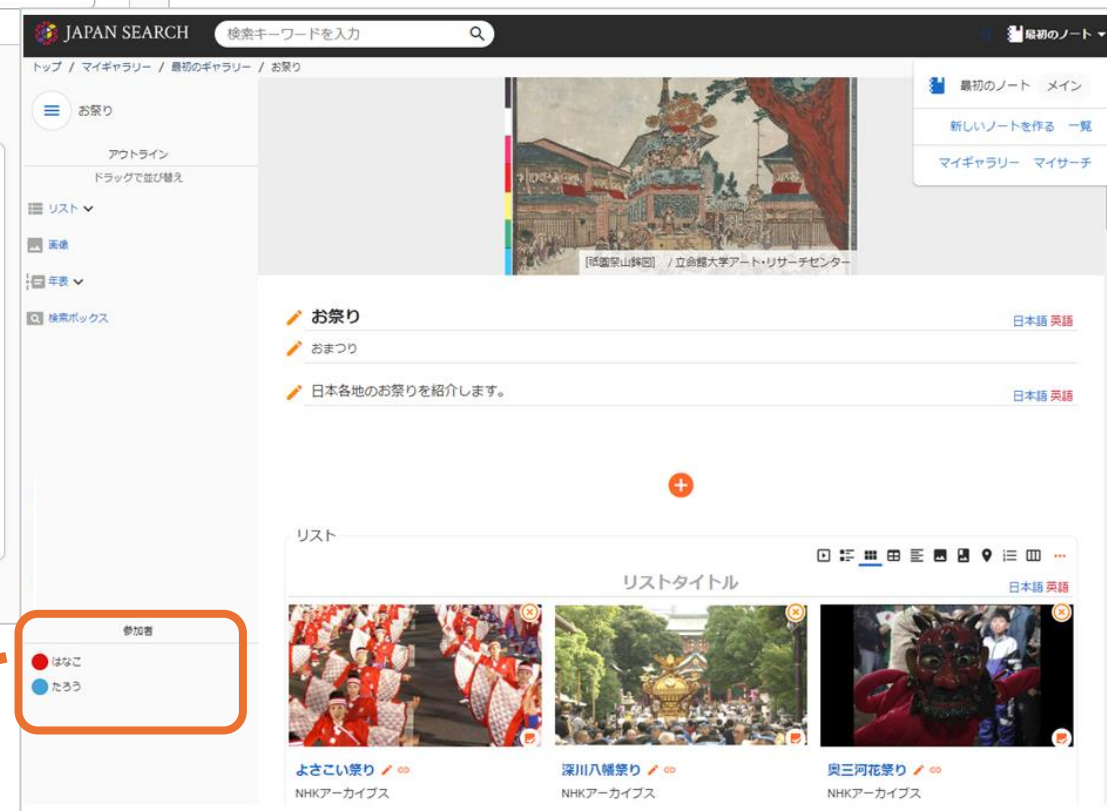 JAPAN SEARCH
検索キーワードを入力
最初のノート
トップ / マイギャラリー / 最初のギャラリー / お祭り
最初のノート メイン
新しいノートを作る 一覧
マイギャラリー マイサーチ
お祭り
アウトライン
ドラッグで並び替え
リスト
画像
年表
検索ボックス
[祇園祭山鉾図] / 立命館大学アート・リサーチセンター
お祭り
日本語 英語
おまつり
日本各地のお祭りを紹介します。
日本語 英語
リスト
リストタイトル
日本語 英語
参加者
はなこ
たろう
よさこい祭り
NHKアーカイブス
深川八幡祭り
NHKアーカイブス
奥三河花祭り
NHKアーカイブス